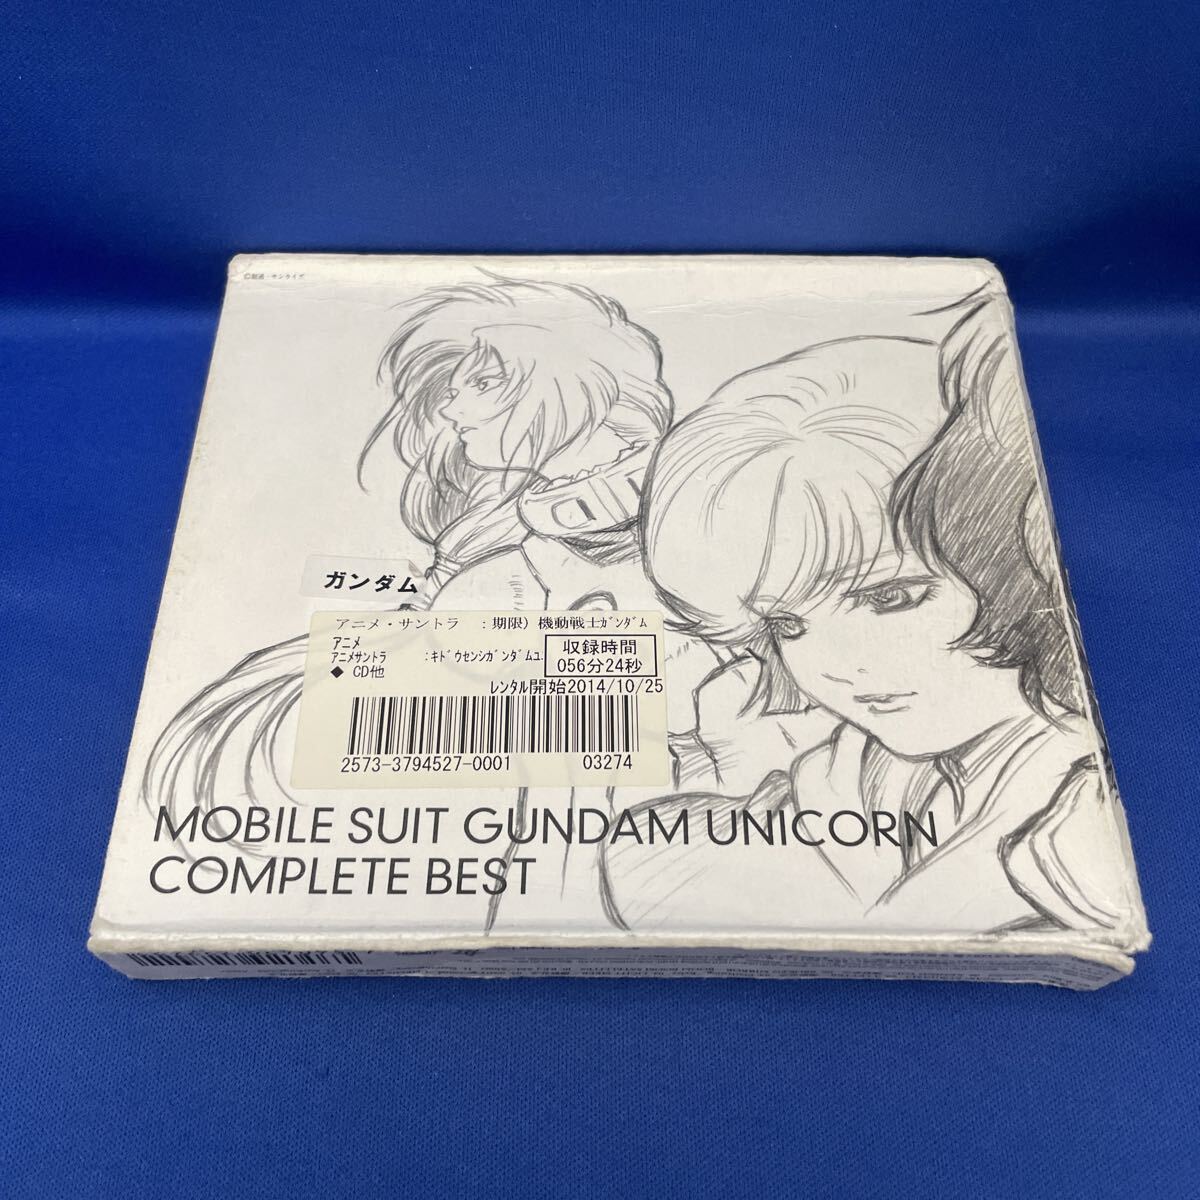 ©創通・サンライズ
ガンダム
アニメ・サントラ :期限)機動戦士ガンダム
アニメ
アニメサントラ :キドウセンシガンダムユ
収録時間
056分24秒
◆ CD他
レンタル開始2014/10/25
2573-3794527-0001 03274
MOBILE SUIT GUNDAM UNICORN
COMPLETE BEST